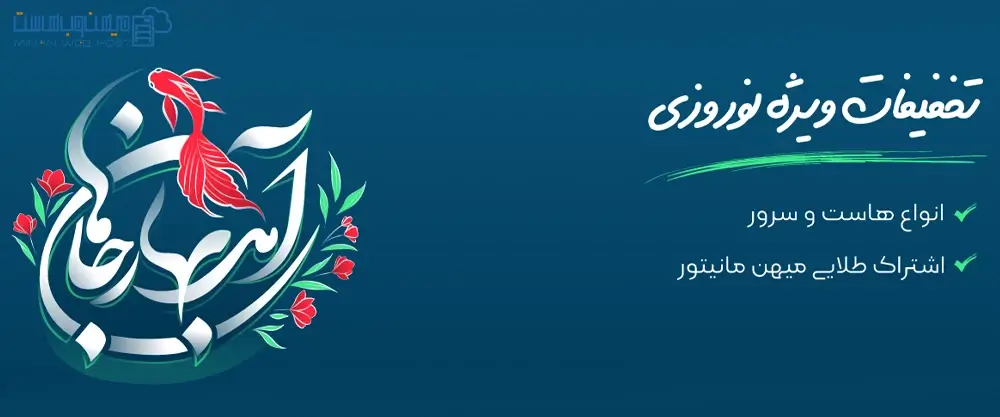 میهن وب هاست
MIHAN WEB HOST
تخفیفات ویژه نوروزی
انواع هاست و سرور
اشتراک طلایی میهن مانیتور
آمد بهار جان‌ها